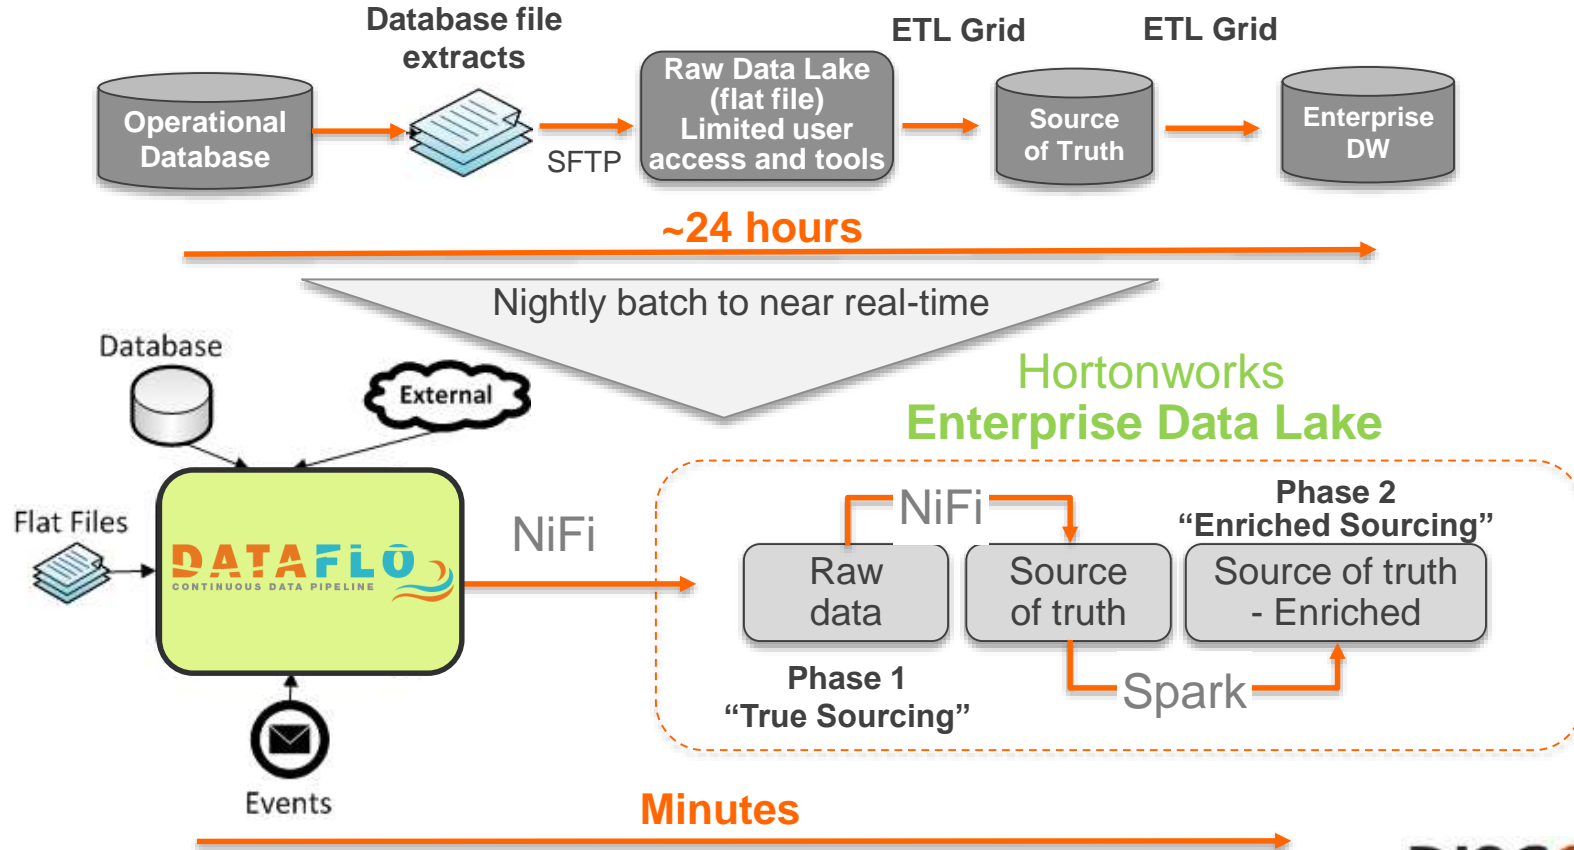 Database file
extracts
ETL Grid
ETL Grid
Operational
Database
SFTP
Raw Data Lake
(flat file)
Limited user
access and tools
Source
of Truth
Enterprise
DW
~24 hours
Nightly batch to near real-time
Database
External
Hortonworks
Enterprise Data Lake
Flat Files
DATAFLO
CONTINUOUS DATA PIPELINE
NiFi
NiFi
Phase 2
“Enriched Sourcing”
Raw
data
Source
of truth
Source of truth
- Enriched
Phase 1
“True Sourcing”
Spark
Events
Minutes